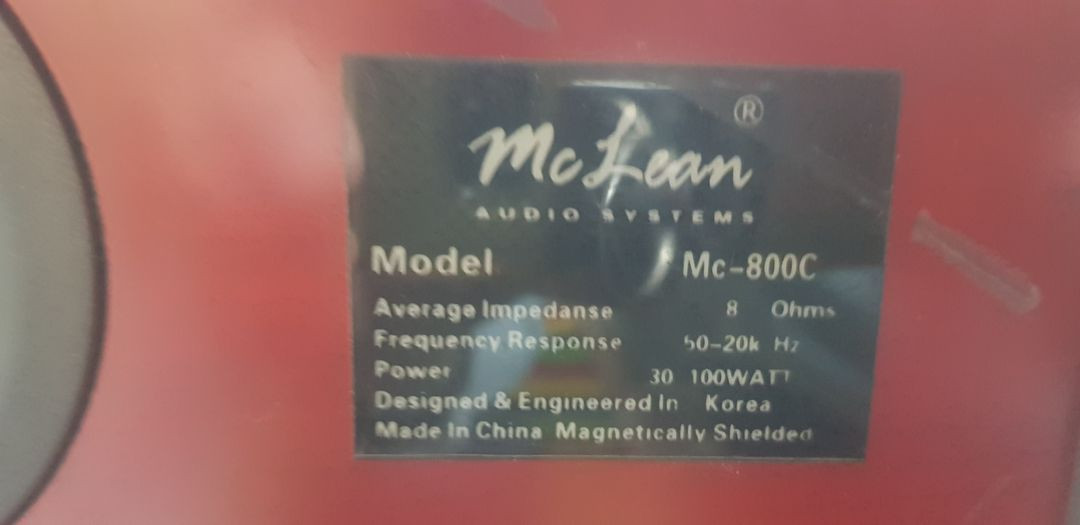 McLean ®
AUDIO SYSTEMS
Model Mc-800C
Average Impedanse 8 Ohms
Frequency Response 50-20k Hz
Power 30 100WATT
Designed & Engineered In Korea
Made In China Magnetically Shielded